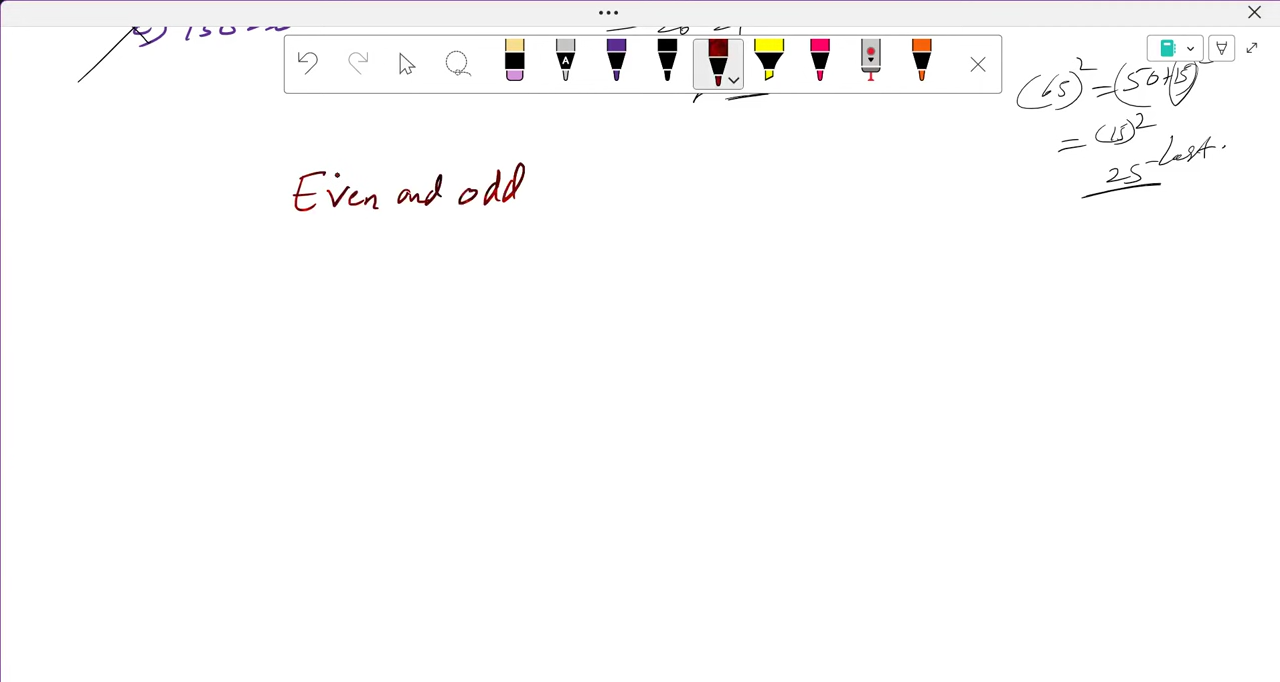 (65)² = (50+15)²
= (15)²
25 - Last.
Even and odd